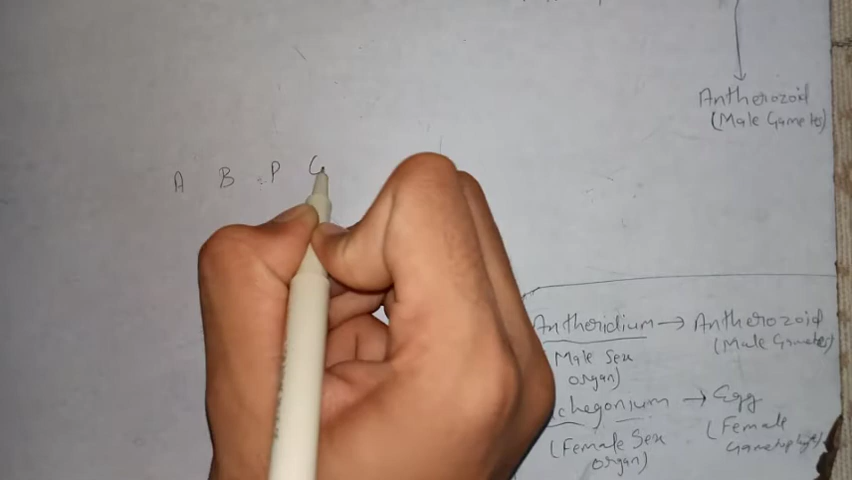 Antherozoid
(Male Gametes)
A B P G
Antheridium → Antherozoid
(Male Sex organ)
(Male Gametes)
chegonium → Egg
(Female Sex organ)
(Female Gametophyte)